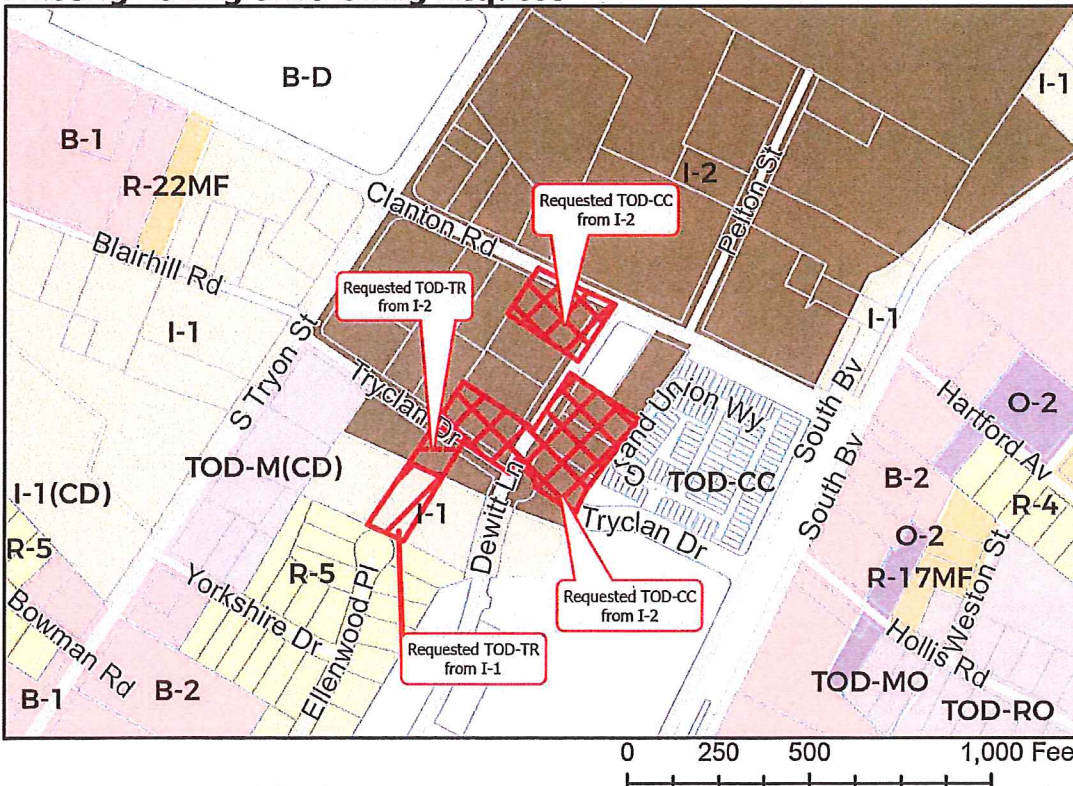 B-D
I-1
B-1
R-22MF
I-2
Pelton St
Clanton Rd
Requested TOD-CC
from I-2
Blairhill Rd
Requested TOD-TR
from I-2
I-1
I-1
S Tryon St
Tryclan Dr
Union Wy
South Bv
South Bv
Hartford Av
O-2
TOD-M(CD)
TOD-CC
B-2
R-4
I-1(CD)
I-1
Dewitt Ln
Tryclan Dr
R-5
R-5
O-2
R-17MF
Weston St
Yorkshire Dr
Ellenwood Pl
Requested TOD-CC
from I-2
Bowman Rd
Requested TOD-TR
from I-1
Hollis Rd
B-1
B-2
TOD-MO
TOD-RO
0 250 500 1,000 Fee